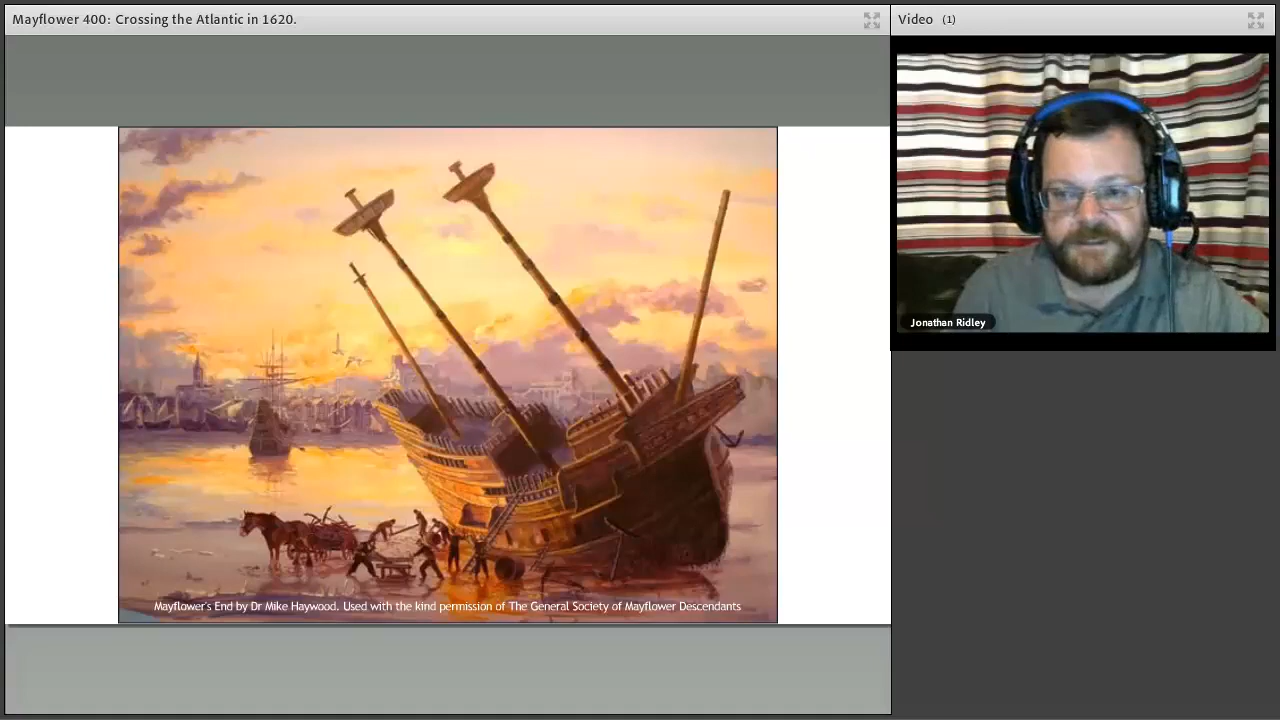 Mayflower 400: Crossing the Atlantic in 1620.
Video (1)
Jonathan Ridley
Mayflower's End by Dr Mike Haywood. Used with the kind permission of The General Society of Mayflower Descendants